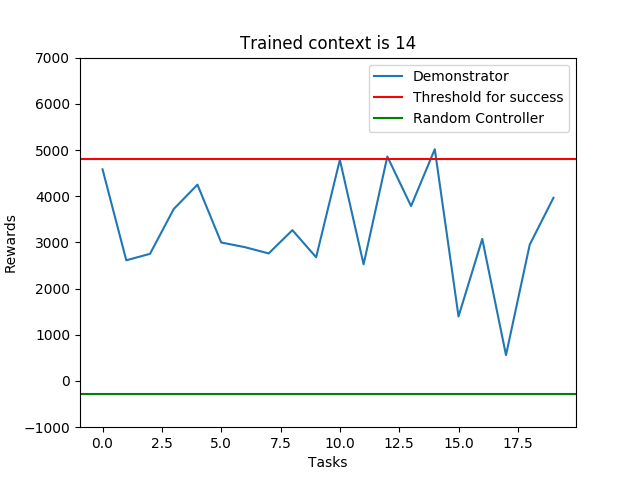 Trained context is 14
7000
6000
5000
4000
3000
2000
1000
0
−1000
Rewards
Demonstrator
Threshold for success
Random Controller
0.0 2.5 5.0 7.5 10.0 12.5 15.0 17.5
Tasks